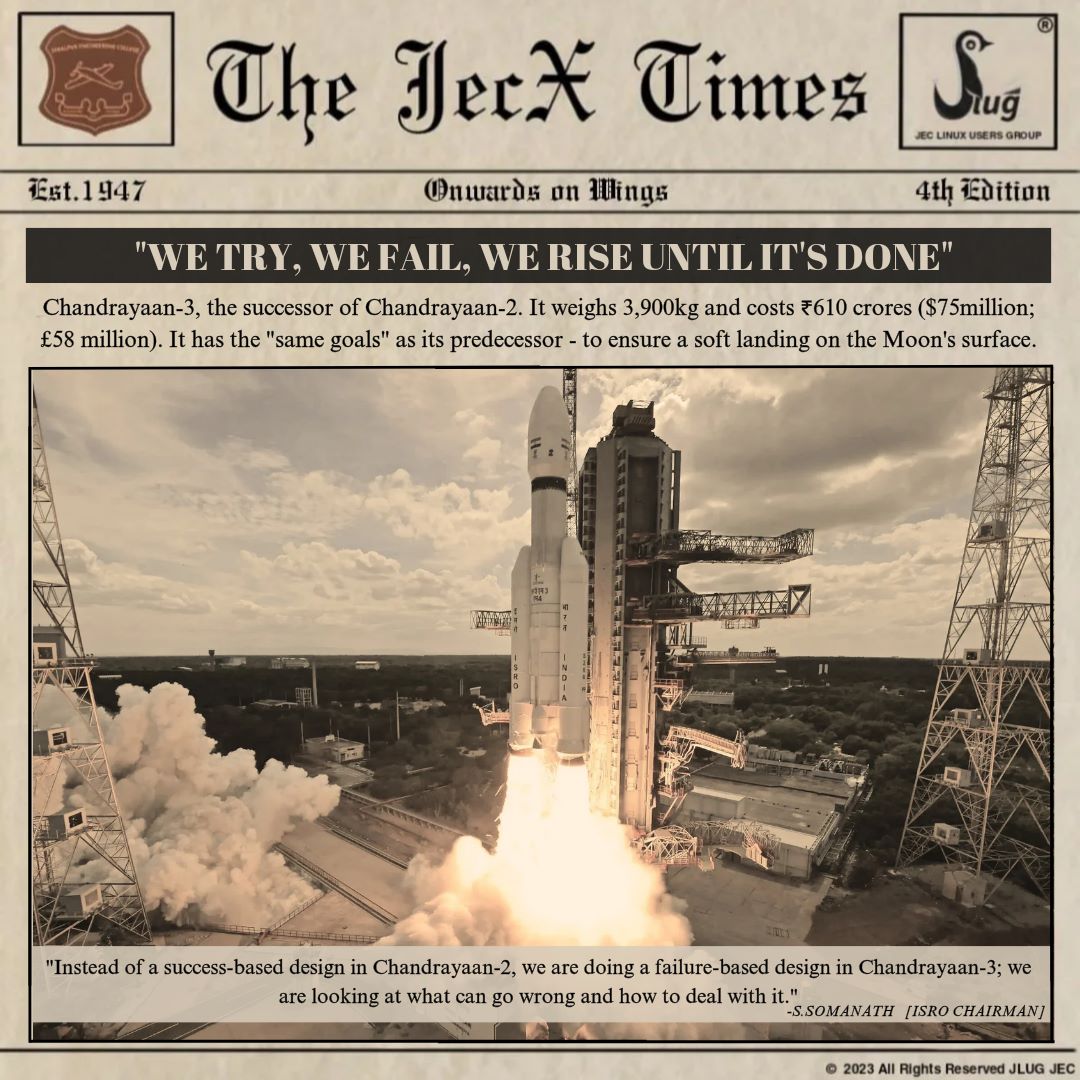 JABALPUR ENGINEERING COLLEGE
The JecX Times
®
Jlug
JEC LINUX USERS GROUP
Est.1947
Onwards on Wings
4th Edition
"WE TRY, WE FAIL, WE RISE UNTIL IT'S DONE"
Chandrayaan-3, the successor of Chandrayaan-2. It weighs 3,900kg and costs ₹610 crores ($75million;
£58 million). It has the "same goals" as its predecessor - to ensure a soft landing on the Moon's surface.
भारत
ISRO
INDIA
"Instead of a success-based design in Chandrayaan-2, we are doing a failure-based design in Chandrayaan-3; we
are looking at what can go wrong and how to deal with it."
-S.SOMANATH [ISRO CHAIRMAN]
© 2023 All Rights Reserved JLUG JEC